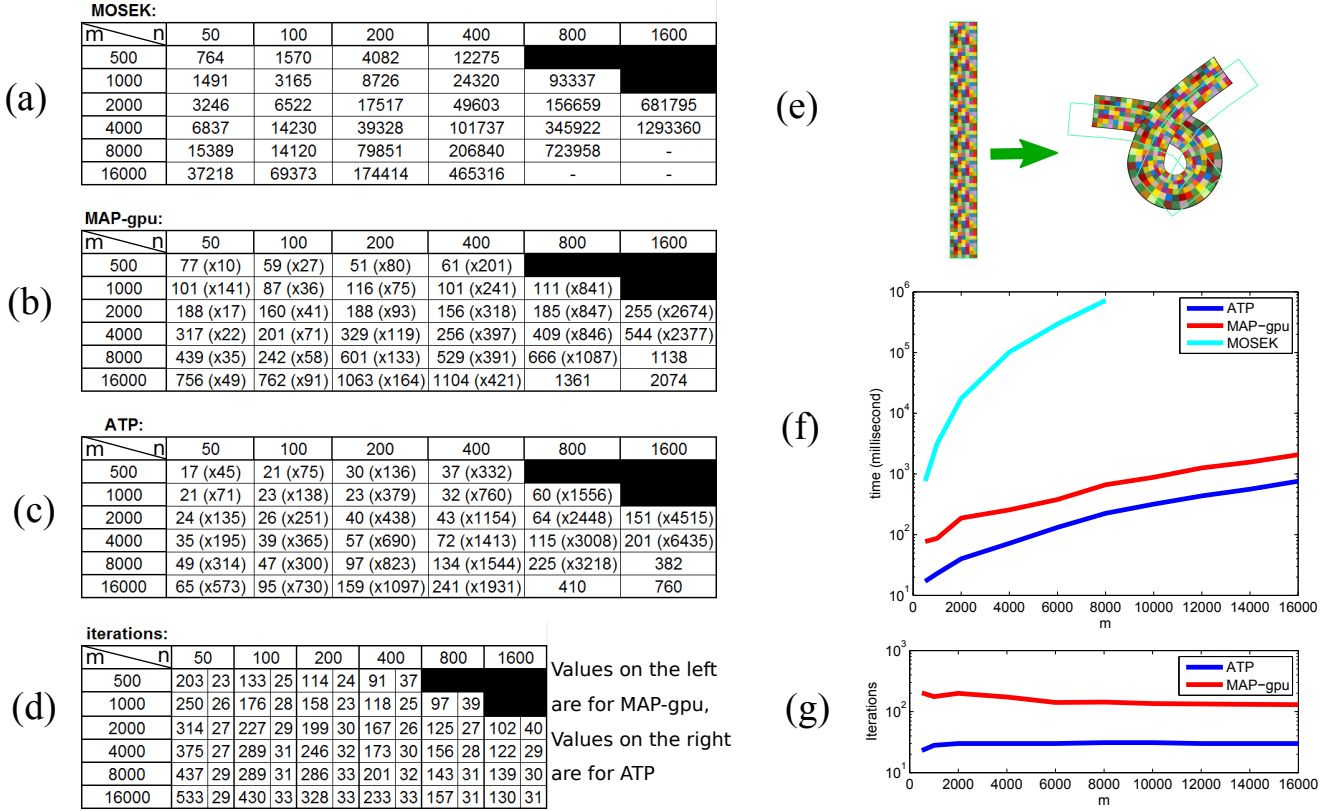 (a)
MOSEK:
m n 50 100 200 400 800 1600
500 764 1570 4082 12275
1000 1491 3165 8726 24320 93337
2000 3246 6522 17517 49603 156659 681795
4000 6837 14230 39328 101737 345922 1293360
8000 15389 14120 79851 206840 723958 -
16000 37218 69373 174414 465316 - -
(b)
MAP-gpu:
m n 50 100 200 400 800 1600
500 77 (x10) 59 (x27) 51 (x80) 61 (x201)
1000 101 (x141) 87 (x36) 116 (x75) 101 (x241) 111 (x841)
2000 188 (x17) 160 (x41) 188 (x93) 156 (x318) 185 (x847) 255 (x2674)
4000 317 (x22) 201 (x71) 329 (x119) 256 (x397) 409 (x846) 544 (x2377)
8000 439 (x35) 242 (x58) 601 (x133) 529 (x391) 666 (x1087) 1138
16000 756 (x49) 762 (x91) 1063 (x164) 1104 (x421) 1361 2074
(c)
ATP:
m n 50 100 200 400 800 1600
500 17 (x45) 21 (x75) 30 (x136) 37 (x332)
1000 21 (x71) 23 (x138) 23 (x379) 32 (x760) 60 (x1556)
2000 24 (x135) 26 (x251) 40 (x438) 43 (x1154) 64 (x2448) 151 (x4515)
4000 35 (x195) 39 (x365) 57 (x690) 72 (x1413) 115 (x3008) 201 (x6435)
8000 49 (x314) 47 (x300) 97 (x823) 134 (x1544) 225 (x3218) 382
16000 65 (x573) 95 (x730) 159 (x1097) 241 (x1931) 410 760
(d)
iterations:
m n 50 100 200 400 800 1600
500 203 23 133 25 114 24 91 37
1000 250 26 176 28 158 23 118 25 97 39
2000 314 27 227 29 199 30 167 26 125 27 102 40
4000 375 27 289 31 246 32 173 30 156 28 122 29
8000 437 29 289 31 286 33 201 32 143 31 139 30
16000 533 29 430 33 328 33 233 33 157 31 130 31
Values on the left
are for MAP-gpu,
Values on the right
are for ATP
(e)
(f)
time (millisecond)
10^6
10^5
10^4
10^3
10^2
10^1
ATP
MAP-gpu
MOSEK
0 2000 4000 6000 8000 10000 12000 14000 16000
m
(g)
Iterations
10^3
10^2
10^1
ATP
MAP-gpu
0 2000 4000 6000 8000 10000 12000 14000 16000
m